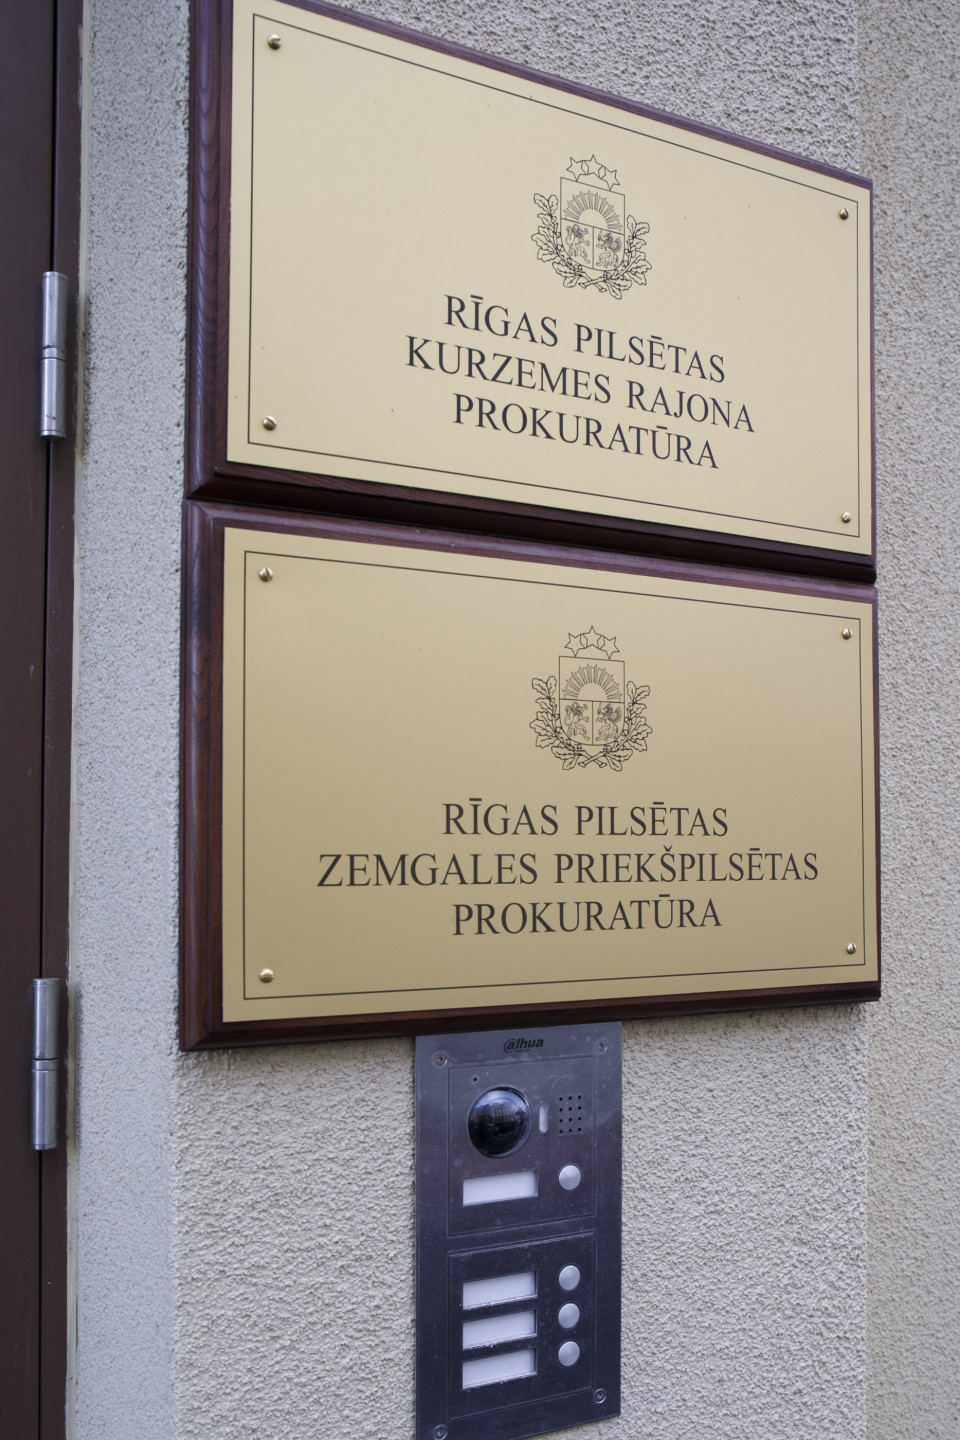 RĪGAS PILSĒTAS
KURZEMES RAJONA
PROKURATŪRA
RĪGAS PILSĒTAS
ZEMGALES PRIEKŠPILSĒTAS
PROKURATŪRA
alhua